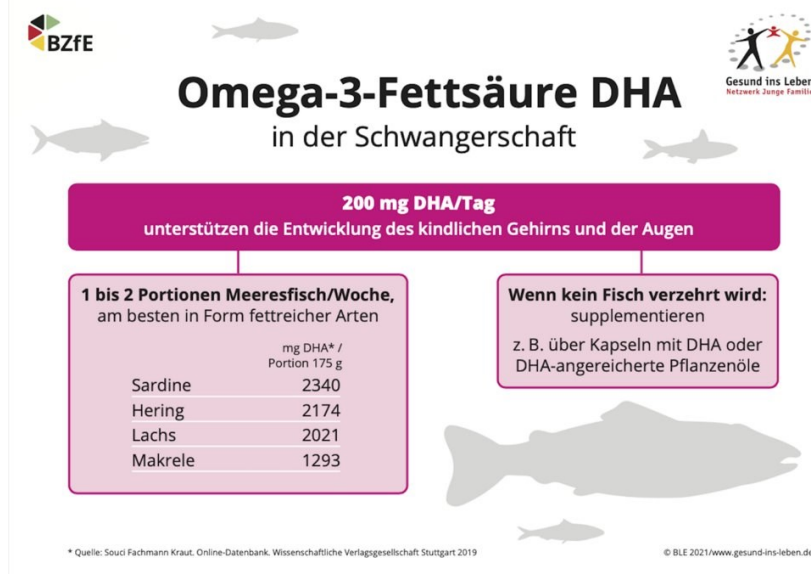 BZfE
Gesund ins Leben
Netzwerk Junge Familie
Omega-3-Fettsäure DHA
in der Schwangerschaft
200 mg DHA/Tag
unterstützen die Entwicklung des kindlichen Gehirns und der Augen
1 bis 2 Portionen Meeresfisch/Woche,
am besten in Form fettreicher Arten
mg DHA* /
Portion 175 g
Sardine 2340
Hering 2174
Lachs 2021
Makrele 1293
Wenn kein Fisch verzehrt wird:
supplementieren
z. B. über Kapseln mit DHA oder
DHA-angereicherte Pflanzenöle
* Quelle: Souci Fachmann Kraut. Online-Datenbank. Wissenschaftliche Verlagsgesellschaft Stuttgart 2019
© BLE 2021/www.gesund-ins-leben.de